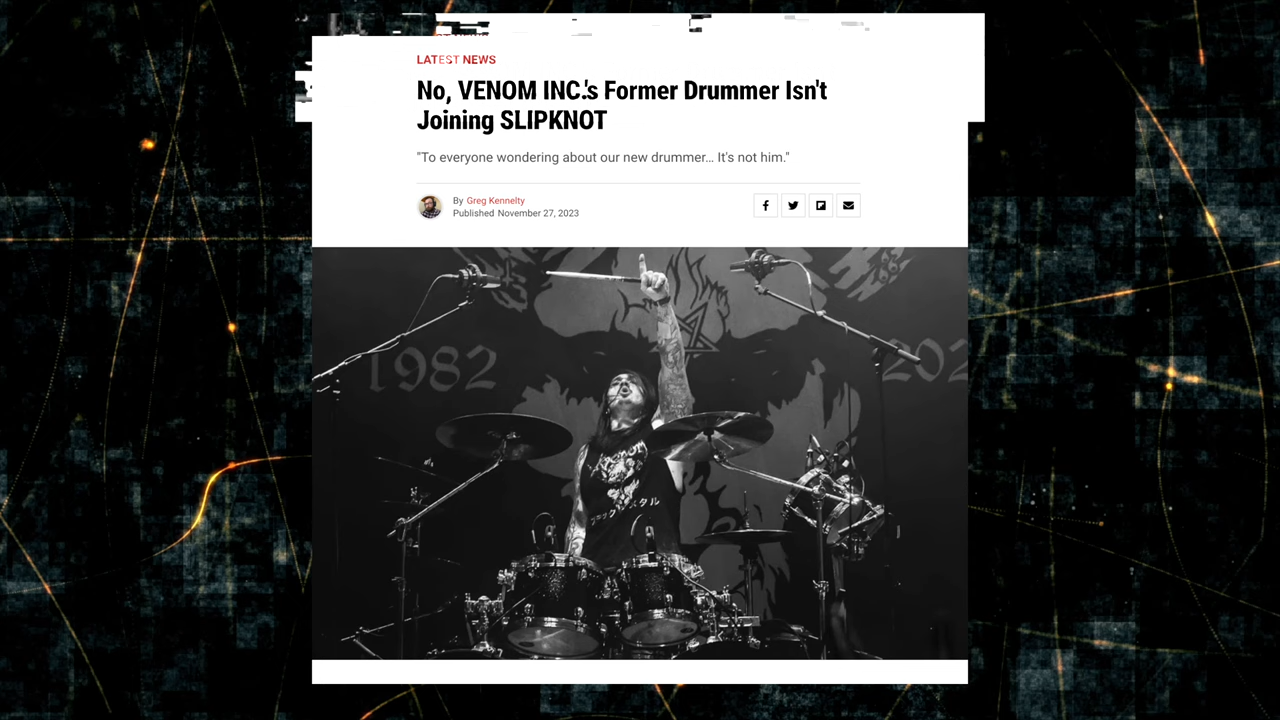 LATEST NEWS
No, VENOM INC.'s Former Drummer Isn't
Joining SLIPKNOT
"To everyone wondering about our new drummer... It's not him."
By Greg Kennelty
Published November 27, 2023
1982
202